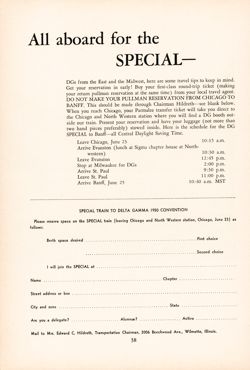 All aboard for the
SPECIAL—
DGs from the East and the Midwest, here are some travel tips to keep in mind.
Get your reservation in early! Buy your first-class round-trip ticket (making
your return pullman reservation at the same time) from your local travel agent.
DO NOT MAKE YOUR PULLMAN RESERVATION FROM CHICAGO TO
BANFF. This should be made through Chairman Hildreth—see blank below.
When you reach Chicago, your Parmalee transfer ticket will take you direct to
the Chicago and North Western station where you will find a DG booth out-
side our train. Present your reservation and have your luggage (not more than
two hand pieces preferably) stowed inside. Here is the schedule for the DG
SPECIAL to Banff—all Central Daylight Saving Time.
Leave Chicago, June 23 10:15 a.m.
Arrive Evanston (lunch at Sigma chapter house at North-
western) 10:50 a.m.
Leave Evanston 12:45 p.m.
Stop at Milwaukee for DGs 2:00 p.m.
Arrive St. Paul 9:30 p.m.
Leave St. Paul 11:00 p.m.
Arrive Banff, June 25 10:40 a.m. MST
SPECIAL TRAIN TO DELTA GAMMA 1950 CONVENTION
Please reserve space on the SPECIAL train (leaving Chicago and North Western station, Chicago, June 23) as
follows:
Berth space desired First choice
Second choice
I will join the SPECIAL at
Name Chapter
Street address or box
City and zone State
Are you a delegate? Alumna? Active
Mail to Mrs. Edward C. Hildreth, Transportation Chairman, 2006 Beechwood Ave., Wilmette, Illinois.
58